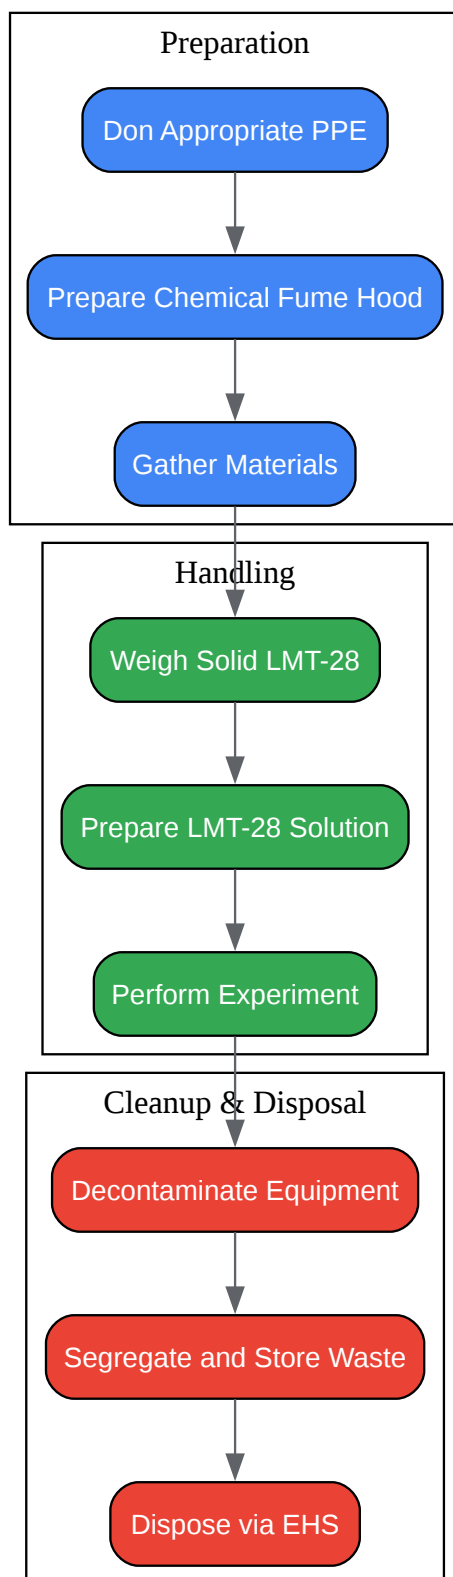 Preparation
Don Appropriate PPE
Prepare Chemical Fume Hood
Gather Materials
Handling
Weigh Solid LMT-28
Prepare LMT-28 Solution
Perform Experiment
Cleanup & Disposal
Decontaminate Equipment
Segregate and Store Waste
Dispose via EHS